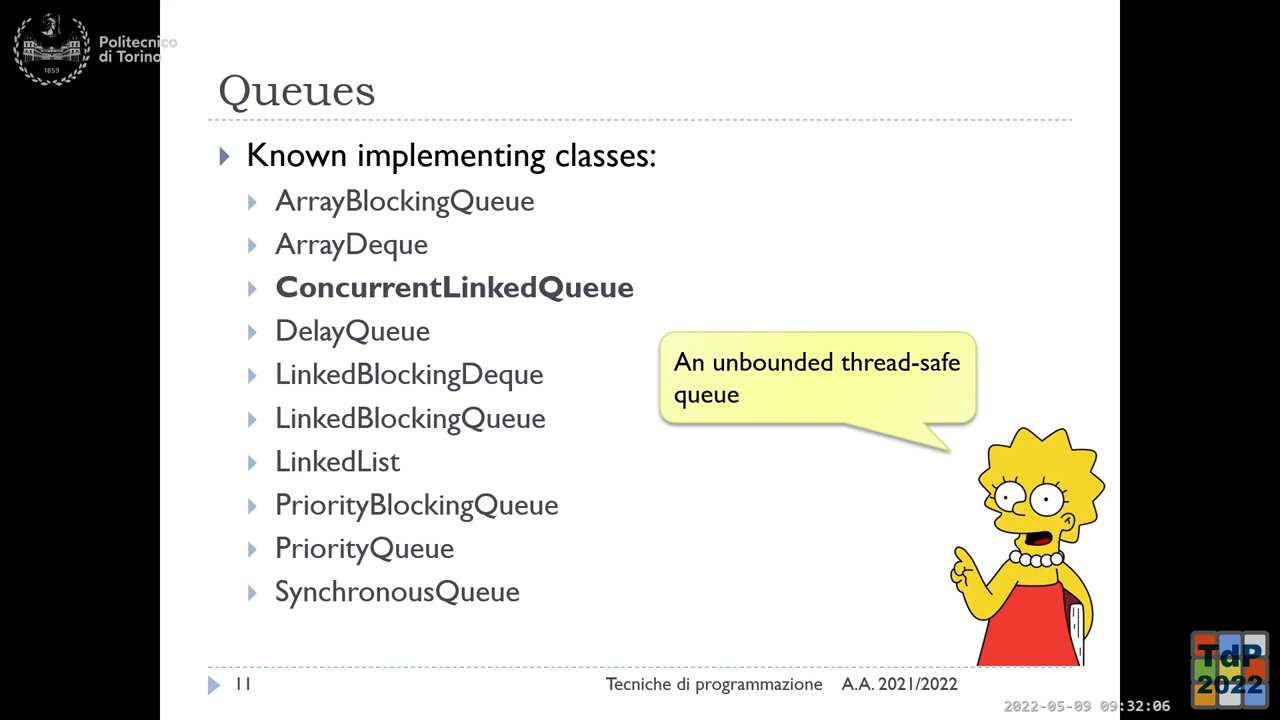 Politecnico
di Torino
1859
Queues
Known implementing classes:
ArrayBlockingQueue
ArrayDeque
ConcurrentLinkedQueue
DelayQueue
LinkedBlockingDeque
LinkedBlockingQueue
LinkedList
PriorityBlockingQueue
PriorityQueue
SynchronousQueue
An unbounded thread-safe
queue
11
Tecniche di programmazione A.A. 2021/2022
TdP
2022
2022-05-09 09:32:06